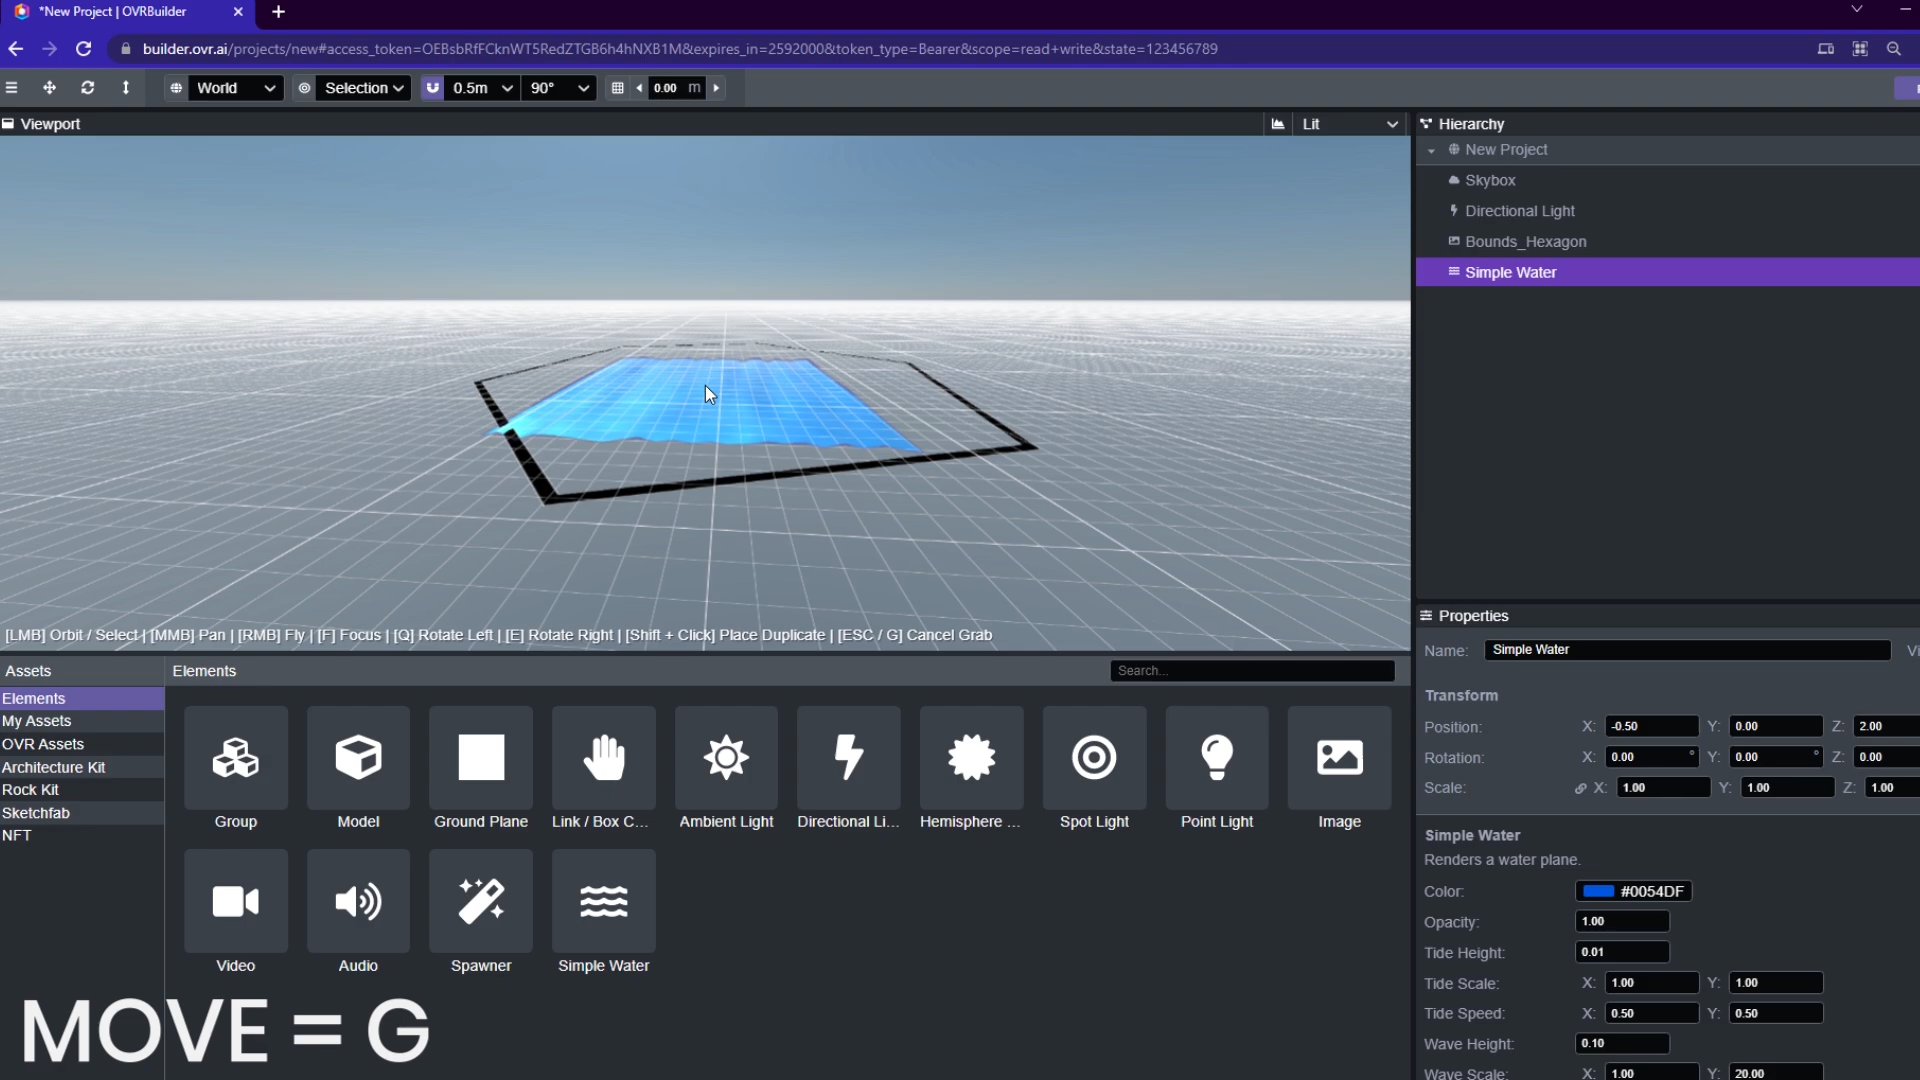 *New Project | OVRBuilder
builder.ovr.ai/projects/new#access_token=OEBsbRfFCknWT5RedZTGB6h4hNXB1M&expires_in=2592000&token_type=Bearer&scope=read+write&state=123456789
World Selection 0.5m 90° 0.00 m
Viewport
Lit
Hierarchy
New Project
Skybox
Directional Light
Bounds_Hexagon
Simple Water
[LMB] Orbit / Select | [MMB] Pan | [RMB] Fly | [F] Focus | [Q] Rotate Left | [E] Rotate Right | [Shift + Click] Place Duplicate | [ESC / G] Cancel Grab
Assets
Elements
My Assets
OVR Assets
Architecture Kit
Rock Kit
Sketchfab
NFT
Elements
Search...
Group Model Ground Plane Link / Box C... Ambient Light Directional Li... Hemisphere ... Spot Light Point Light Image
Video Audio Spawner Simple Water
Properties
Name: Simple Water Vi
Transform
Position: X: -0.50 Y: 0.00 Z: 2.00
Rotation: X: 0.00 ° Y: 0.00 ° Z: 0.00
Scale: X: 1.00 Y: 1.00 Z: 1.00
Simple Water
Renders a water plane.
Color: #0054DF
Opacity: 1.00
Tide Height: 0.01
Tide Scale: X: 1.00 Y: 1.00
Tide Speed: X: 0.50 Y: 0.50
Wave Height: 0.10
Wave Scale: X: 1.00 Y: 20.00
MOVE = G